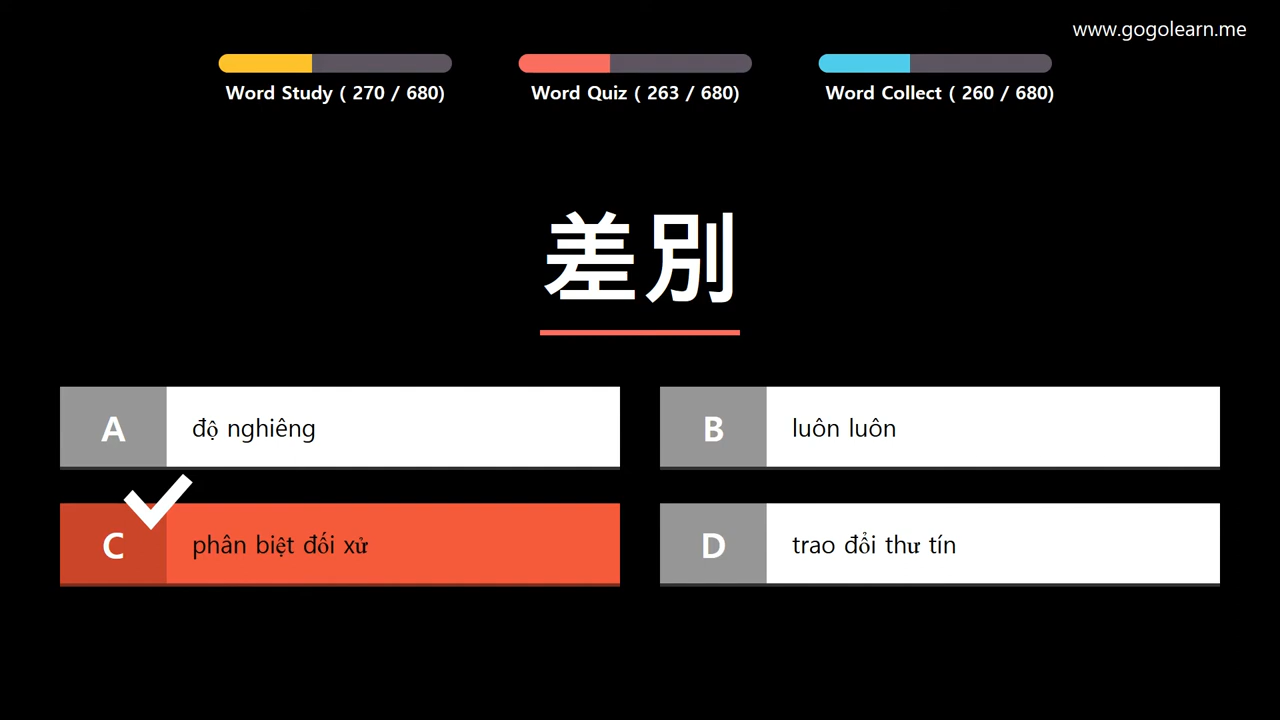 www.gogolearn.me
Word Study ( 270 / 680)
Word Quiz ( 263 / 680)
Word Collect ( 260 / 680)
差別
A độ nghiêng
B luôn luôn
C phân biệt đối xử
D trao đổi thư tín